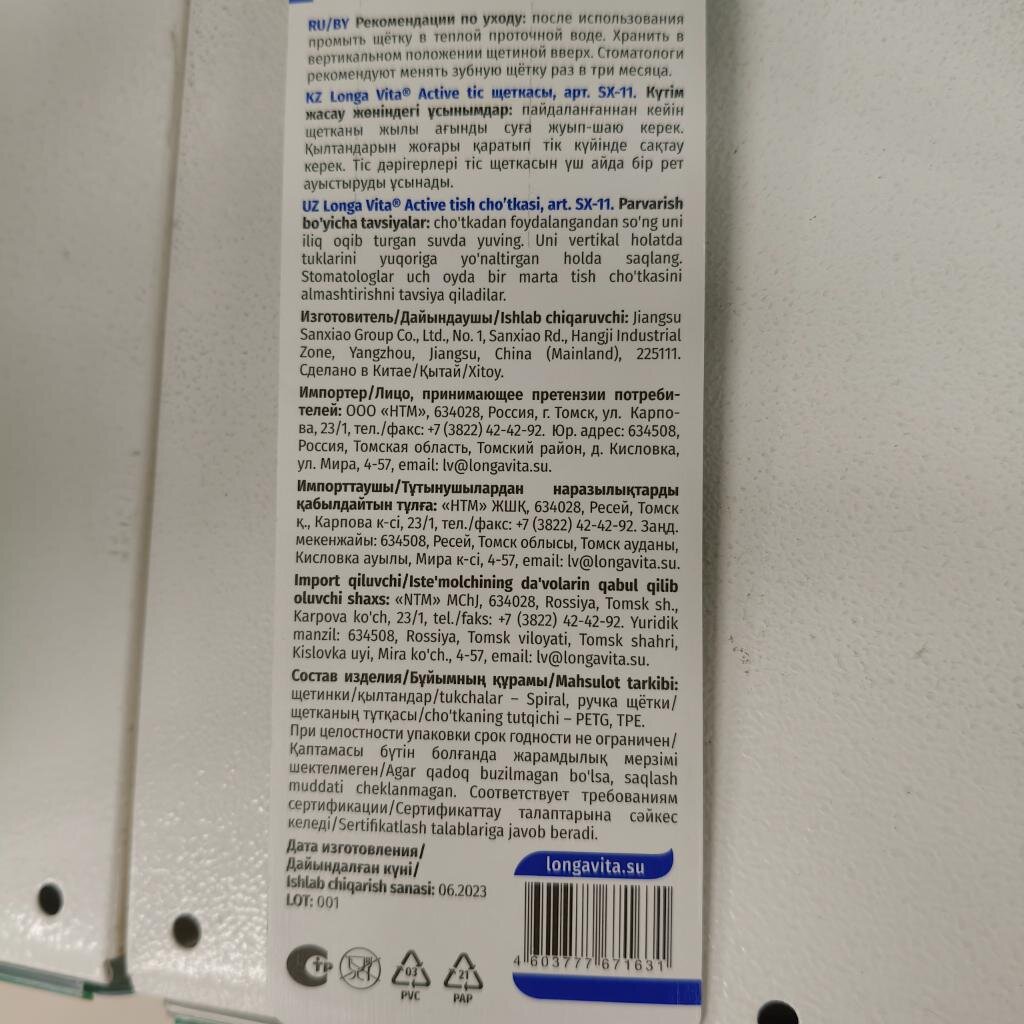 RU/BY Рекомендации по уходу: после использования
промыть щётку в теплой проточной воде. Хранить в
вертикальном положении щетиной вверх. Стоматологи
рекомендуют менять зубную щётку раз в три месяца.
KZ Longa Vita® Active тіс щеткасы, арт. SX-11. Күтім
жасау жөніндегі ұсынымдар: пайдаланғаннан кейін
щетканы жылы ағынды суға жуып-шаю керек.
Қылтандарын жоғары қаратып тік күйінде сақтау
керек. Тіс дәрігерлері тіс щеткасын үш айда бір рет
ауыстыруды ұсынады.
UZ Longa Vita® Active tish cho'tkasi, art. SX-11. Parvarish
bo'yicha tavsiyalar: cho'tkadan foydalangandan so'ng uni
iliq oqib turgan suvda yuving. Uni vertikal holatda
tuklarini yuqoriga yo'naltirgan holda saqlang.
Stomatologlar uch oyda bir marta tish cho'tkasini
almashtirishni tavsiya qiladilar.
Изготовитель/Дайындаушы/Ishlab chiqaruvchi: Jiangsu
Sanxiao Group Co., Ltd., No. 1, Sanxiao Rd., Hangji Industrial
Zone, Yangzhou, Jiangsu, China (Mainland), 225111.
Сделано в Китае/Қытай/Xitoy.
Импортер/Лицо, принимающее претензии потреби-
телей: ООО «НТМ», 634028, Россия, г. Томск, ул. Карпо-
ва, 23/1, тел./факс: +7 (3822) 42-42-92. Юр. адрес: 634508,
Россия, Томская область, Томский район, д. Кисловка,
ул. Мира, 4-57, email: lv@longavita.su.
Импорттаушы/Тұтынушылардан наразылықтарды
қабылдайтын тұлға: «НТМ» ЖШҚ, 634028, Ресей, Томск
қ., Карпова к-сі, 23/1, тел./факс: +7 (3822) 42-42-92. Занд.
мекенжайы: 634508, Ресей, Томск облысы, Томск ауданы,
Кисловка ауылы, Мира к-сі, 4-57, email: lv@longavita.su.
Import qiluvchi/Iste'molchining da'volarin qabul qilib
oluvchi shaxs: «NTM» MChJ, 634028, Rossiya, Tomsk sh.,
Karpova ko'ch, 23/1, tel./faks: +7 (3822) 42-42-92. Yuridik
manzil: 634508, Rossiya, Tomsk viloyati, Tomsk shahri,
Kislovka uyi, Mira ko'ch., 4-57, email: lv@longavita.su.
Состав изделия/Бұйымның құрамы/Mahsulot tarkibi:
щетинки/қылтандар/tukchalar – Spiral, ручка щётки/
щетканың тұтқасы/cho'tkaning tutqichi – PETG, TPE.
При целостности упаковки срок годности не ограничен/
Қаптамасы бүтін болғанда жарамдылық мерзімі
шектелмеген/Agar qadoq buzilmagan bo'lsa, saqlash
muddati cheklanmagan. Соответствует требованиям
сертификации/Сертификаттау талаптарына сәйкес
келеді/Sertifikatlash talablariga javob beradi.
Дата изготовления/
Дайындалған күні/
Ishlab chiqarish sanasi: 06.2023
LOT: 001
longavita.su
4 603777 671631
ТР
03
PVC
21
PAP